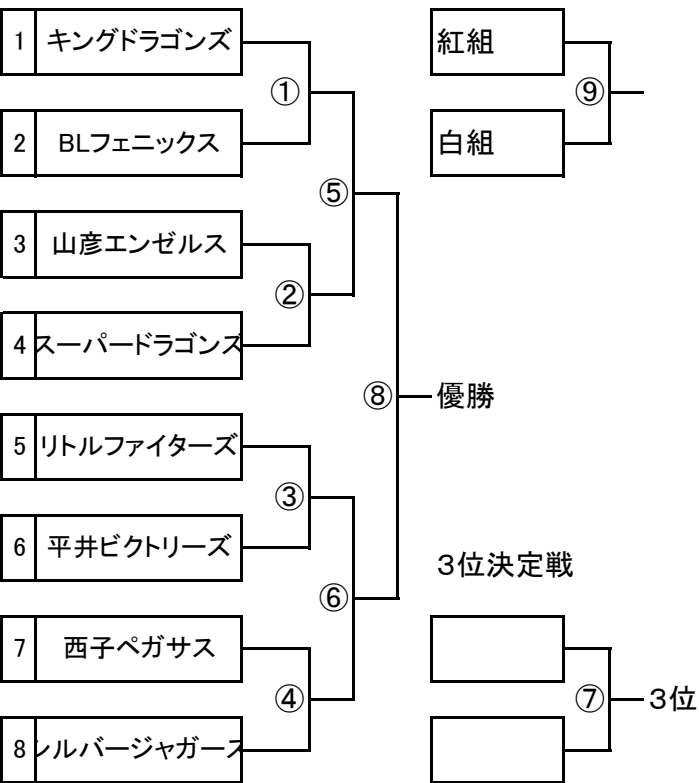 1 キングドラゴンズ
①
2 BLフェニックス
⑤
3 山彦エンゼルス
②
4 スーパードラゴンズ
⑧ 優勝
5 リトルファイターズ
③
6 平井ビクトリーズ
⑥
7 西子ペガサス
④
8 シルバージャガーズ
紅組
⑨
白組
3位決定戦
⑦ 3位